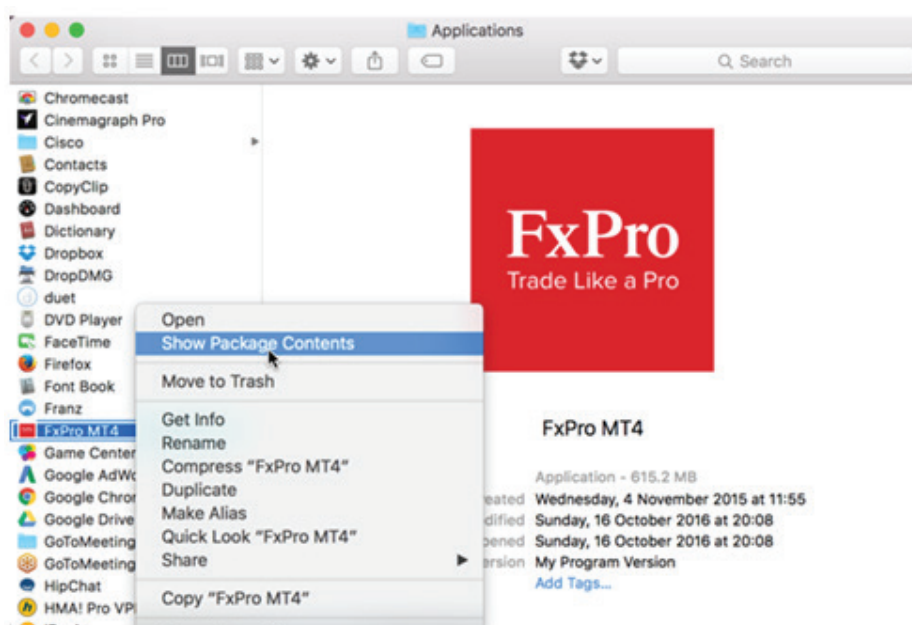 Applications
Search
Chromecast
Cinemagraph Pro
Cisco
Contacts
CopyClip
Dashboard
Dictionary
Dropbox
DropDMG
duet
DVD Player
FaceTime
Firefox
Font Book
Franz
FxPro MT4
Game Center
Google AdWo
Google Chror
Google Drive
GoToMeeting
GoToMeeting
HipChat
HMA! Pro VPI
Open
Show Package Contents
Move to Trash
Get Info
Rename
Compress “FxPro MT4”
Duplicate
Make Alias
Quick Look “FxPro MT4”
Share
Copy “FxPro MT4”
FxPro
Trade Like a Pro
FxPro MT4
Application - 615.2 MB
eated Wednesday, 4 November 2015 at 11:55
dified Sunday, 16 October 2016 at 20:08
pened Sunday, 16 October 2016 at 20:08
ersion My Program Version
Add Tags...